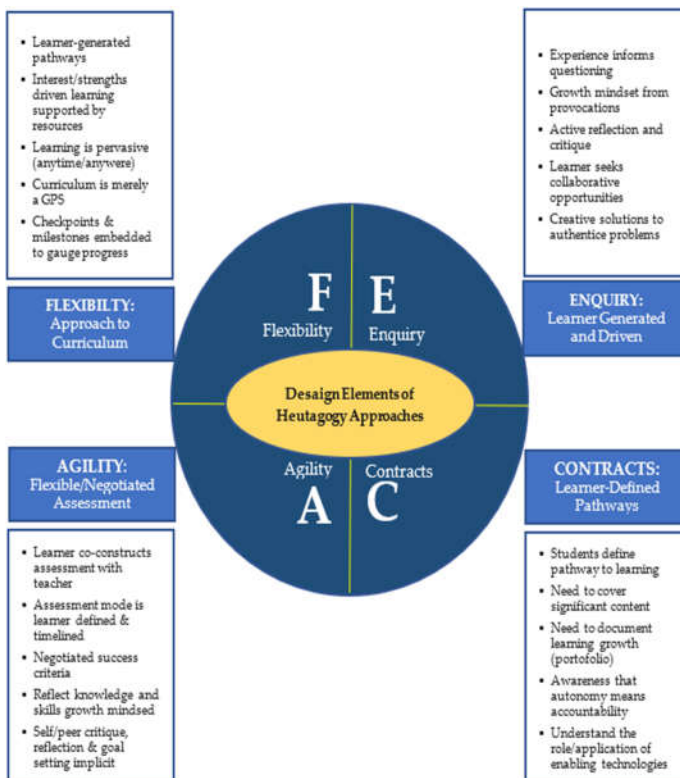 • Learner-generated
pathways
• Interest/strengths
driven learning
supported by
resources
• Learning is pervasive
(anytime/anywere)
• Curriculum is merely
a GPS
• Checkpoints &
milestones embedded
to gauge progress
FLEXIBILTY:
Approach to
Curriculum
• Experience informs
questioning
• Growth mindset from
provocations
• Active reflection and
critique
• Learner seeks
collaborative
opportunities
• Creative solutions to
authentice problems
ENQUIRY:
Learner Generated
and Driven
F
Flexibility
E
Enquiry
Desaign Elements of
Heutagogy Approaches
Agility
A
Contracts
C
AGILITY:
Flexible/Negotiated
Assessment
• Learner co-constructs
assessment with
teacher
• Assessment mode is
learner defined &
timelined
• Negotiated success
criteria
• Reflect knowledge and
skills growth mindsed
• Self/peer critique,
reflection & goal
setting implicit
CONTRACTS:
Learner-Defined
Pathways
• Students define
pathway to learning
• Need to cover
significant content
• Need to document
learning growth
(portofolio)
• Awareness that
autonomy means
accountability
• Understand the
role/application of
enabling technologies